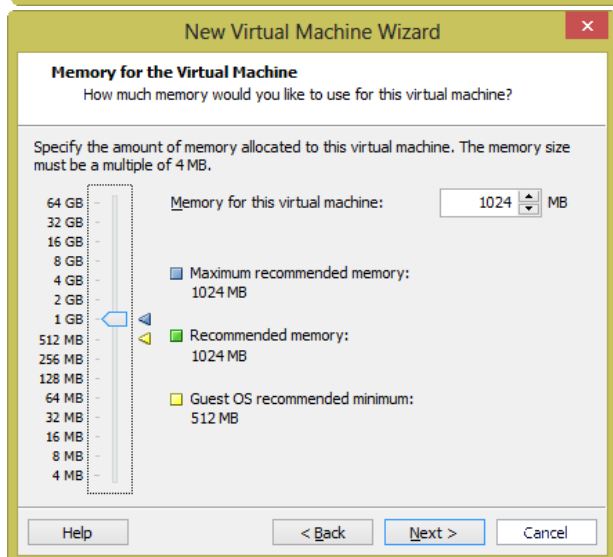 New Virtual Machine Wizard
Memory for the Virtual Machine
How much memory would you like to use for this virtual machine?
Specify the amount of memory allocated to this virtual machine. The memory size
must be a multiple of 4 MB.
Memory for this virtual machine: 1024 MB
64 GB
32 GB
16 GB
8 GB
4 GB
2 GB
1 GB
512 MB
256 MB
128 MB
64 MB
32 MB
16 MB
8 MB
4 MB
Maximum recommended memory:
1024 MB
Recommended memory:
1024 MB
Guest OS recommended minimum:
512 MB
Help
< Back
Next >
Cancel